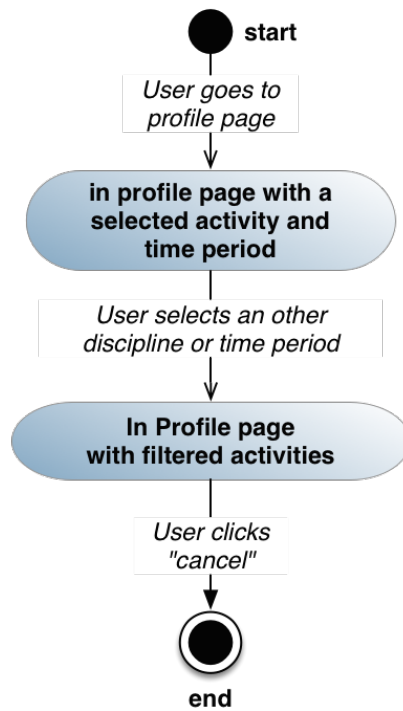 start
User goes to
profile page
in profile page with a
selected activity and
time period
User selects an other
discipline or time period
In Profile page
with filtered activities
User clicks
"cancel"
end